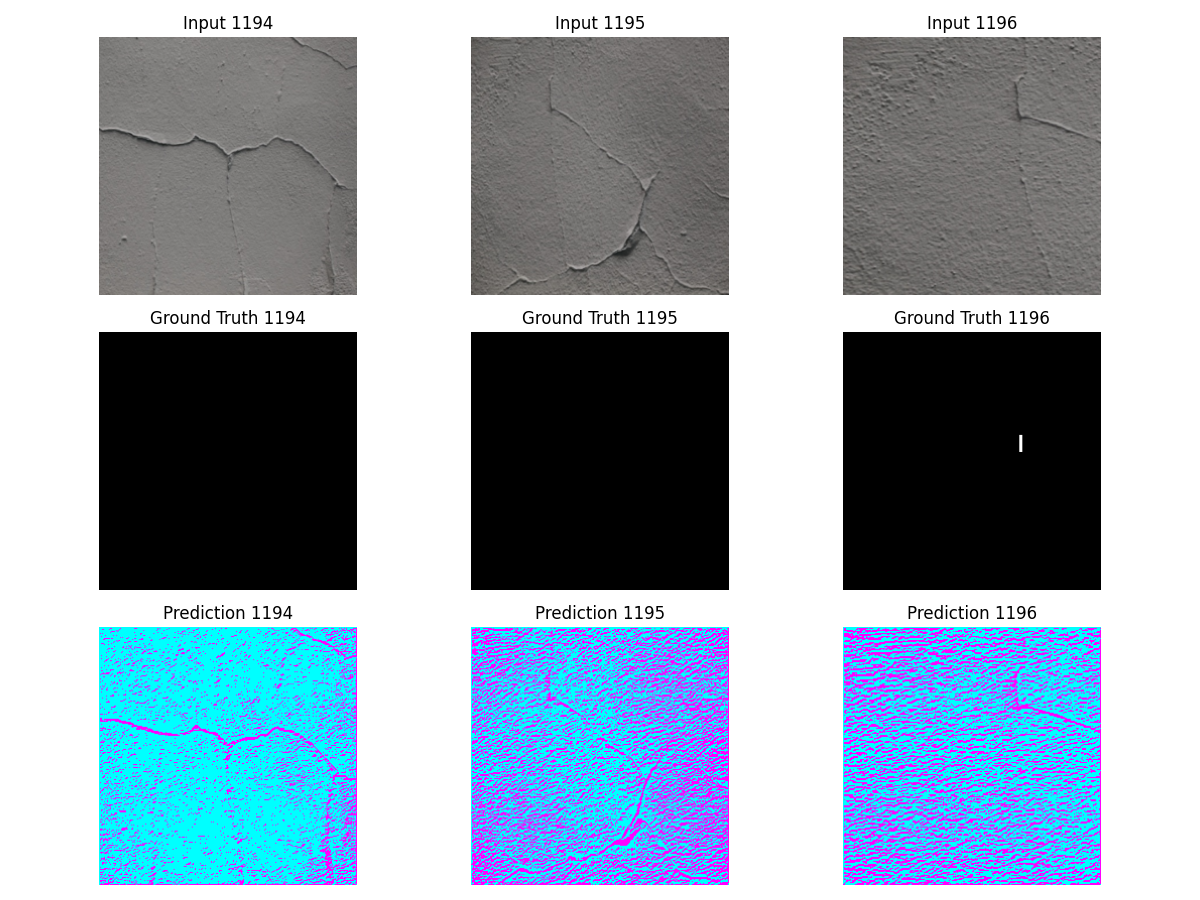 Input 1194
Input 1195
Input 1196
Ground Truth 1194
Ground Truth 1195
Ground Truth 1196
Prediction 1194
Prediction 1195
Prediction 1196